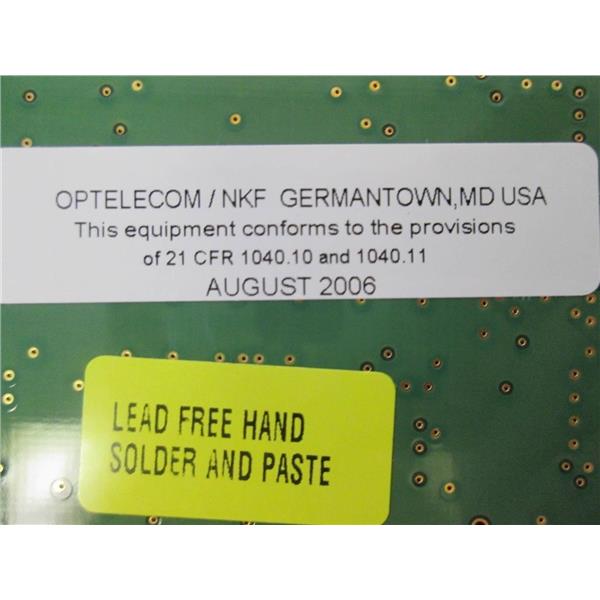 OPTELECOM / NKF GERMANTOWN,MD USA
This equipment conforms to the provisions
of 21 CFR 1040.10 and 1040.11
AUGUST 2006
LEAD FREE HAND
SOLDER AND PASTE